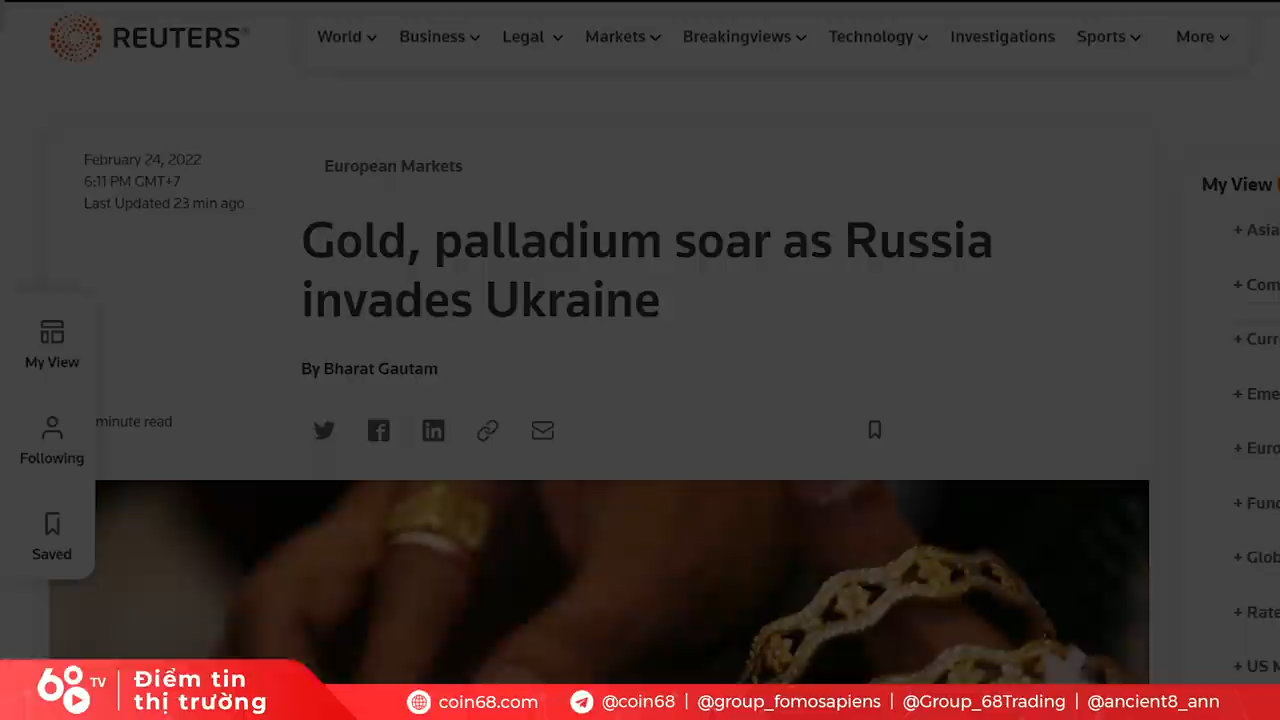 REUTERS®
World Business Legal Markets Breakingviews Technology Investigations Sports More
February 24, 2022
6:11 PM GMT+7
Last Updated 23 min ago
European Markets
Gold, palladium soar as Russia
invades Ukraine
By Bharat Gautam
minute read
My View
Following
Saved
My View
+ Asia
+ Com
+ Curr
+ Eme
+ Euro
+ Fund
+ Glob
+ Rate
+ US M
68 TV
Điểm tin
thị trường
coin68.com @coin68 | @group_fomosapiens | @Group_68Trading | @ancient8_ann